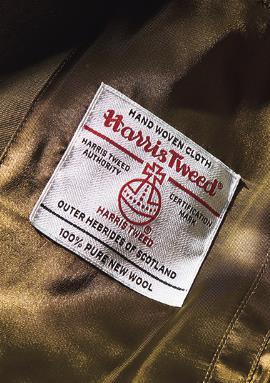 HAND WOVEN CLOTH
Harris Tweed®
HARRIS TWEED
AUTHORITY
CERTIFICATION
MARK
®
HARRIS TWEED
OUTER HEBRIDES OF SCOTLAND
100% PURE NEW WOOL